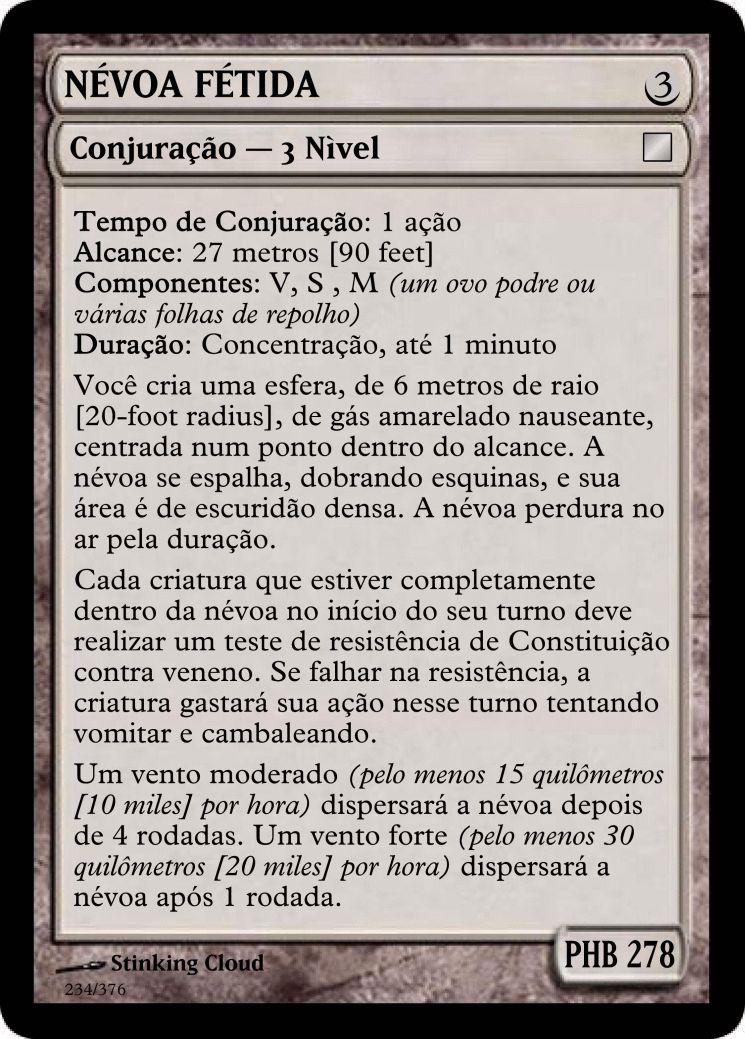 NÉVOA FÉTIDA 3
Conjuração — 3 Nìvel
Tempo de Conjuração: 1 ação
Alcance: 27 metros [90 feet]
Componentes: V, S , M (um ovo podre ou
várias folhas de repolho)
Duração: Concentração, até 1 minuto
Você cria uma esfera, de 6 metros de raio
[20-foot radius], de gás amarelado nauseante,
centrada num ponto dentro do alcance. A
névoa se espalha, dobrando esquinas, e sua
área é de escuridão densa. A névoa perdura no
ar pela duração.
Cada criatura que estiver completamente
dentro da névoa no início do seu turno deve
realizar um teste de resistência de Constituição
contra veneno. Se falhar na resistência, a
criatura gastará sua ação nesse turno tentando
vomitar e cambaleando.
Um vento moderado (pelo menos 15 quilômetros
[10 miles] por hora) dispersará a névoa depois
de 4 rodadas. Um vento forte (pelo menos 30
quilômetros [20 miles] por hora) dispersará a
névoa após 1 rodada.
PHB 278
Stinking Cloud
234/376